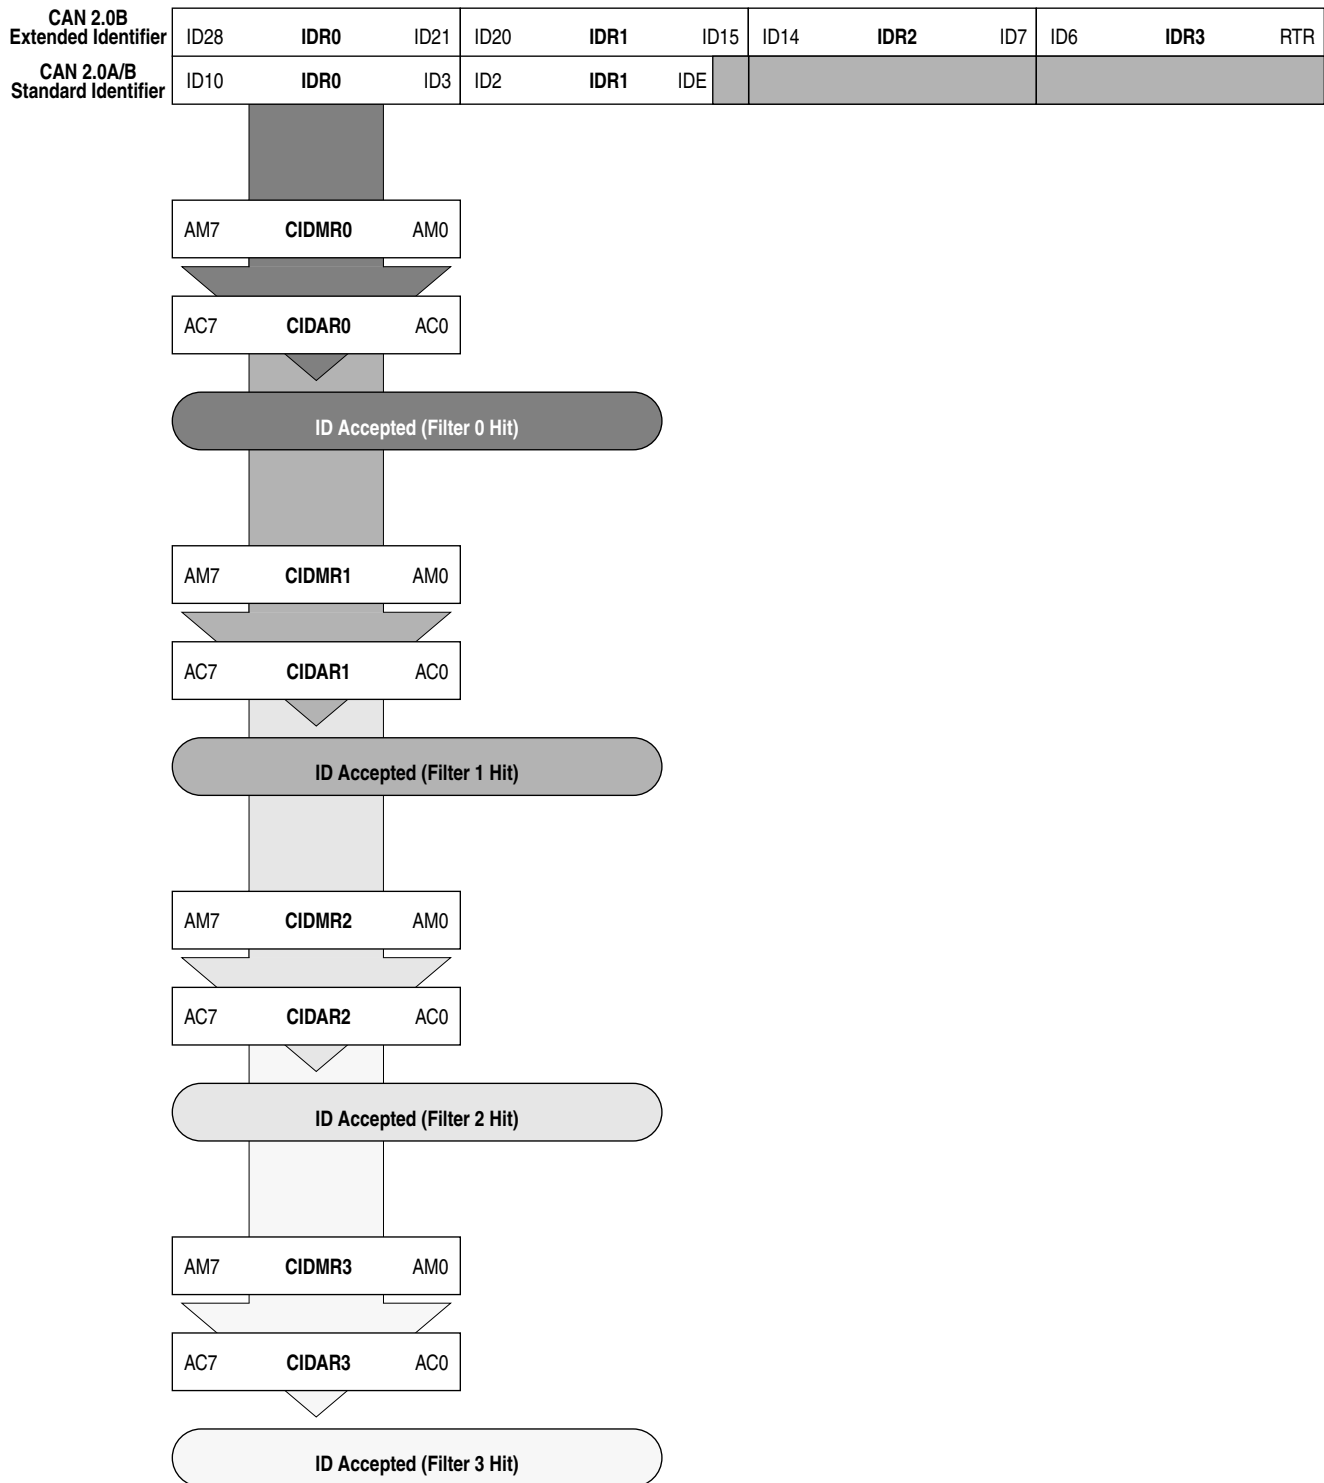 CAN 2.0B
Extended Identifier
ID28 IDR0 ID21 ID20 IDR1 ID15 ID14 IDR2 ID7 ID6 IDR3 RTR
CAN 2.0A/B
Standard Identifier
ID10 IDR0 ID3 ID2 IDR1 IDE
AM7 CIDMR0 AM0
AC7 CIDAR0 AC0
ID Accepted (Filter 0 Hit)
AM7 CIDMR1 AM0
AC7 CIDAR1 AC0
ID Accepted (Filter 1 Hit)
AM7 CIDMR2 AM0
AC7 CIDAR2 AC0
ID Accepted (Filter 2 Hit)
AM7 CIDMR3 AM0
AC7 CIDAR3 AC0
ID Accepted (Filter 3 Hit)